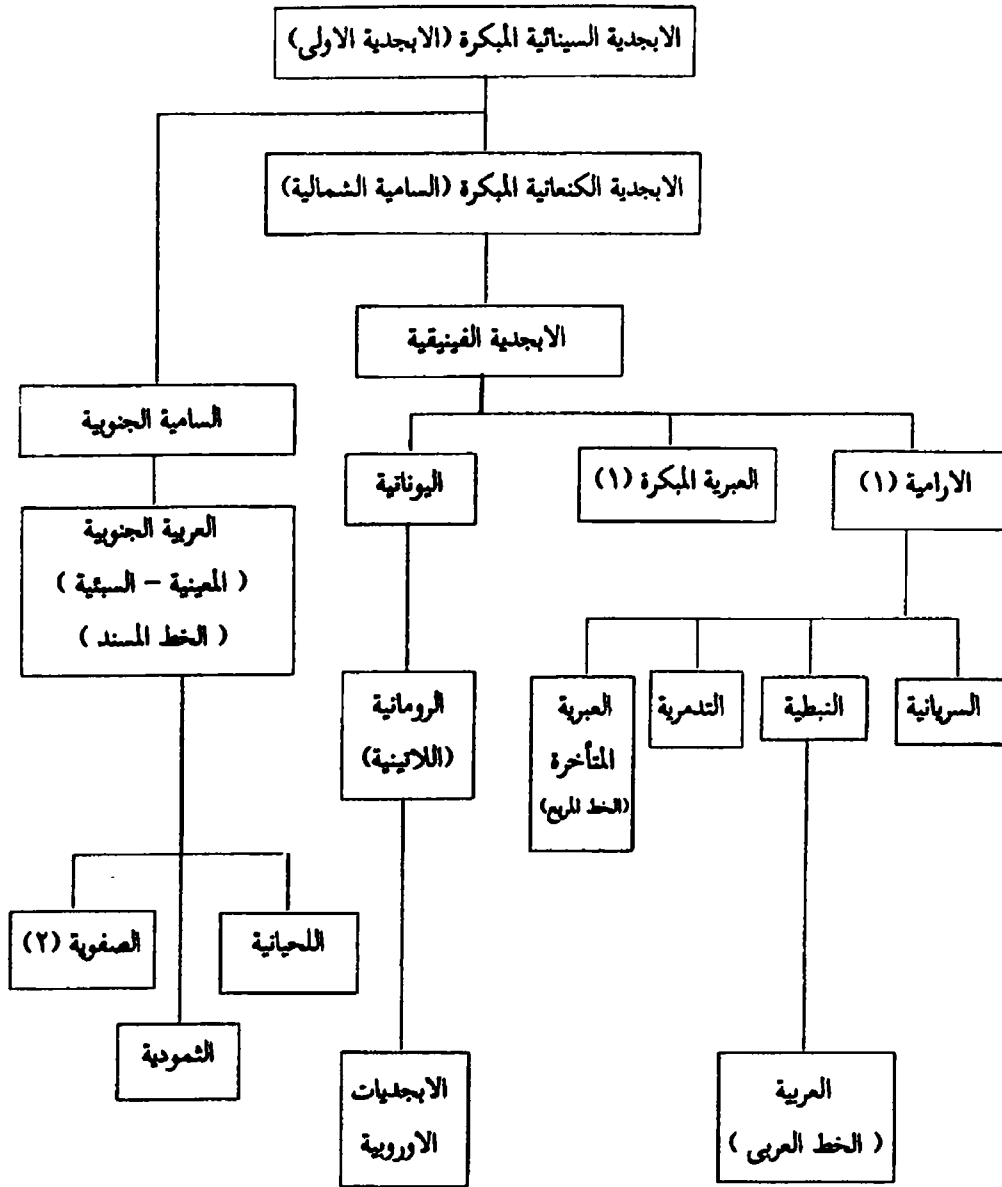 الابجدية السينائية المبكرة (الابجدية الاولى)
الابجدية الكنعانية المبكرة (السامية الشمالية)
الابجدية الفينيقية
السامية الجنوبية
الارامية (١)
العبرية المبكرة (١)
اليونانية
العربية الجنوبية
( المعينية – السبئية )
( الخط المسند )
السريانية
النبطية
التدمرية
العبرية
المتأخرة
(الخط المربع)
الرومانية
(اللاتينية)
اللحيانية
الصفوية (٢)
الثمودية
العربية
( الخط العربى )
الابجديات
الاوروبية